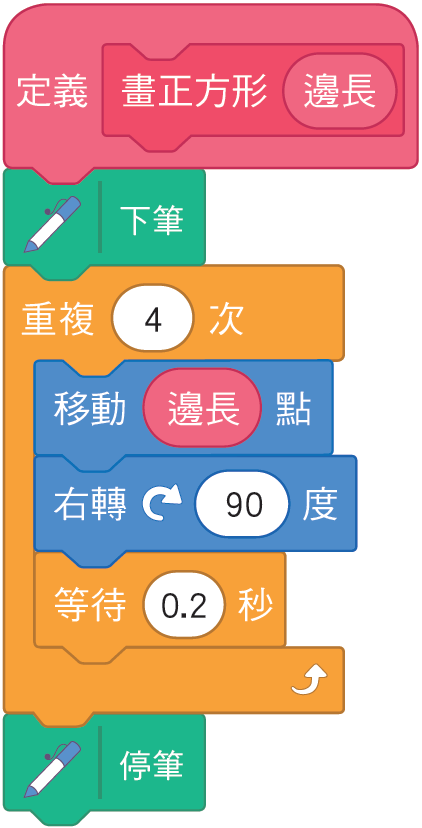 定義 畫正方形 邊長
下筆
重複 4 次
移動 邊長 點
右轉 90 度
等待 0.2 秒
停筆